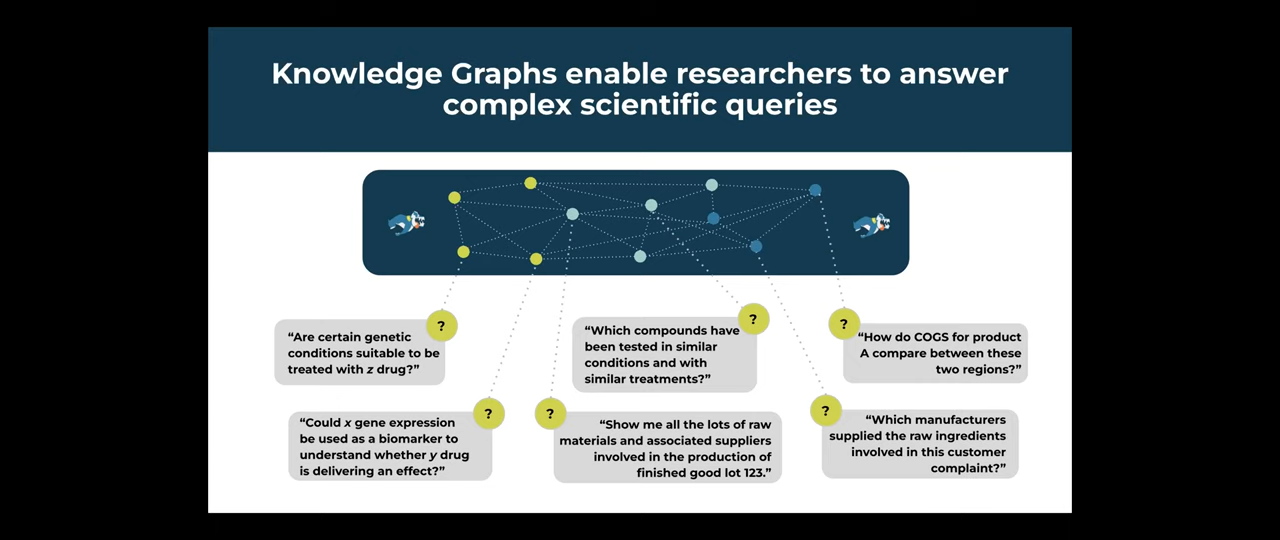 Knowledge Graphs enable researchers to answer
complex scientific queries
?
“Are certain genetic
conditions suitable to be
treated with z drug?”
?
“Which compounds have
been tested in similar
conditions and with
similar treatments?”
?
“How do COGS for product
A compare between these
two regions?”
?
“Could x gene expression
be used as a biomarker to
understand whether y drug
is delivering an effect?”
?
“Show me all the lots of raw
materials and associated suppliers
involved in the production of
finished good lot 123.”
?
“Which manufacturers
supplied the raw ingredients
involved in this customer
complaint?”